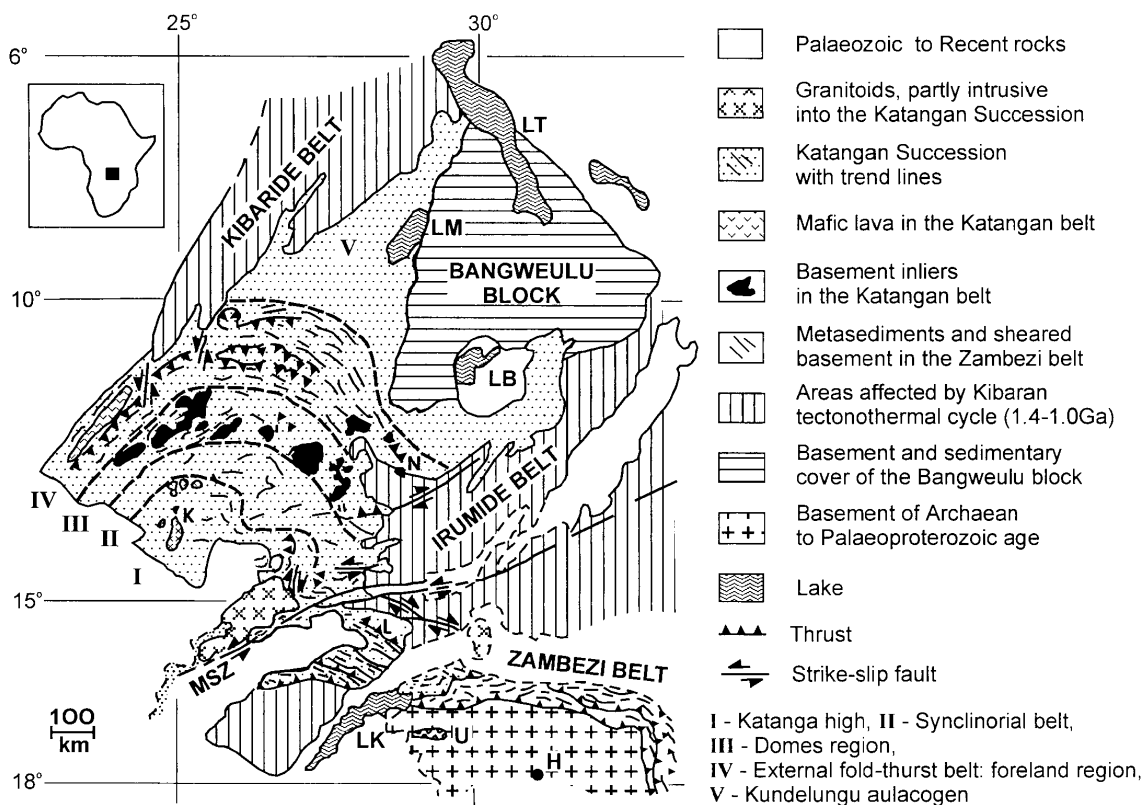 25° 30°
6°
10°
15°
18°
KIBARIDE BELT
LT
LM
V
BANGWEULU
BLOCK
LB
N
IRUMIDE BELT
IV
III
II
I
K
L
MSZ
ZAMBEZI BELT
LK
U
H
100
km
Palaeozoic to Recent rocks
Granitoids, partly intrusive
into the Katangan Succession
Katangan Succession
with trend lines
Mafic lava in the Katangan belt
Basement inliers
in the Katangan belt
Metasediments and sheared
basement in the Zambezi belt
Areas affected by Kibaran
tectonothermal cycle (1.4-1.0Ga)
Basement and sedimentary
cover of the Bangweulu block
Basement of Archaean
to Palaeoproterozoic age
Lake
Thrust
Strike-slip fault
I - Katanga high, II - Synclinorial belt,
III - Domes region,
IV - External fold-thurst belt: foreland region,
V - Kundelungu aulacogen